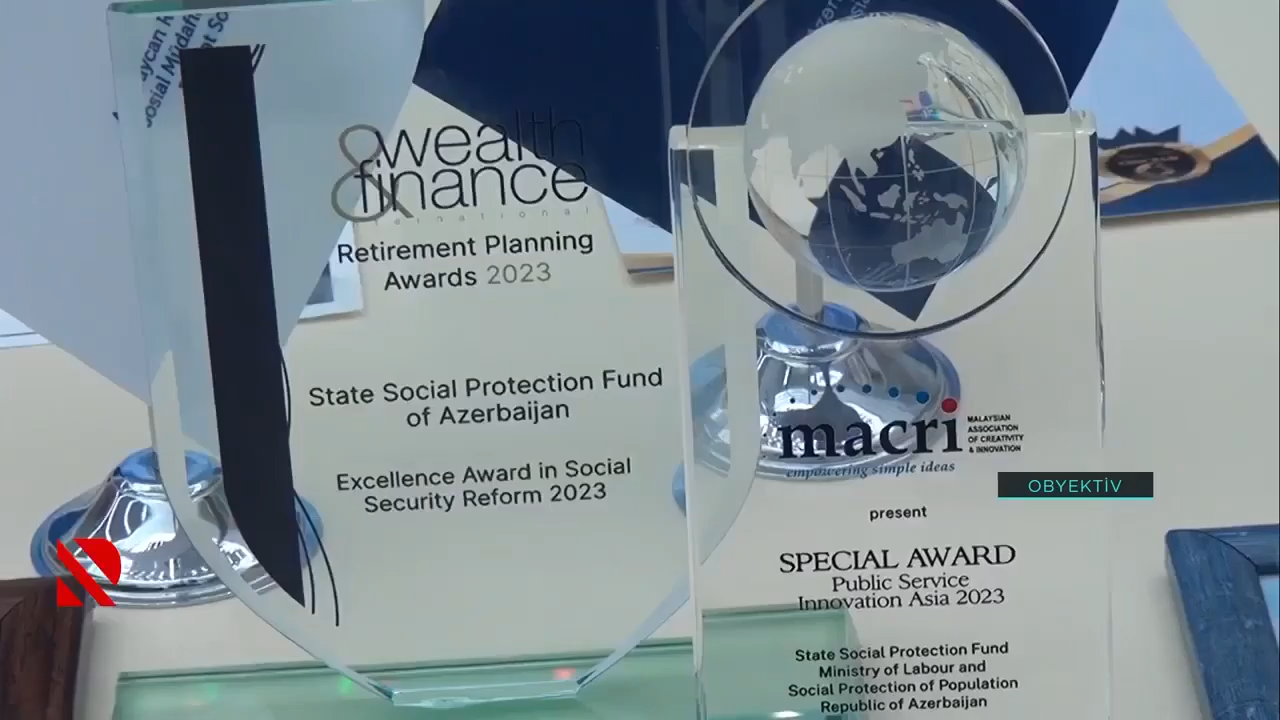 wealth
& finance
international
Retirement Planning
Awards 2023
State Social Protection Fund
of Azerbaijan
Excellence Award in Social
Security Reform 2023
macri
MALAYSIAN
ASSOCIATION
OF CREATIVITY
& INNOVATION
empowering simple ideas
present
SPECIAL AWARD
Public Service
Innovation Asia 2023
State Social Protection Fund
Ministry of Labour and
Social Protection of Population
Republic of Azerbaijan
OBYEKTİV